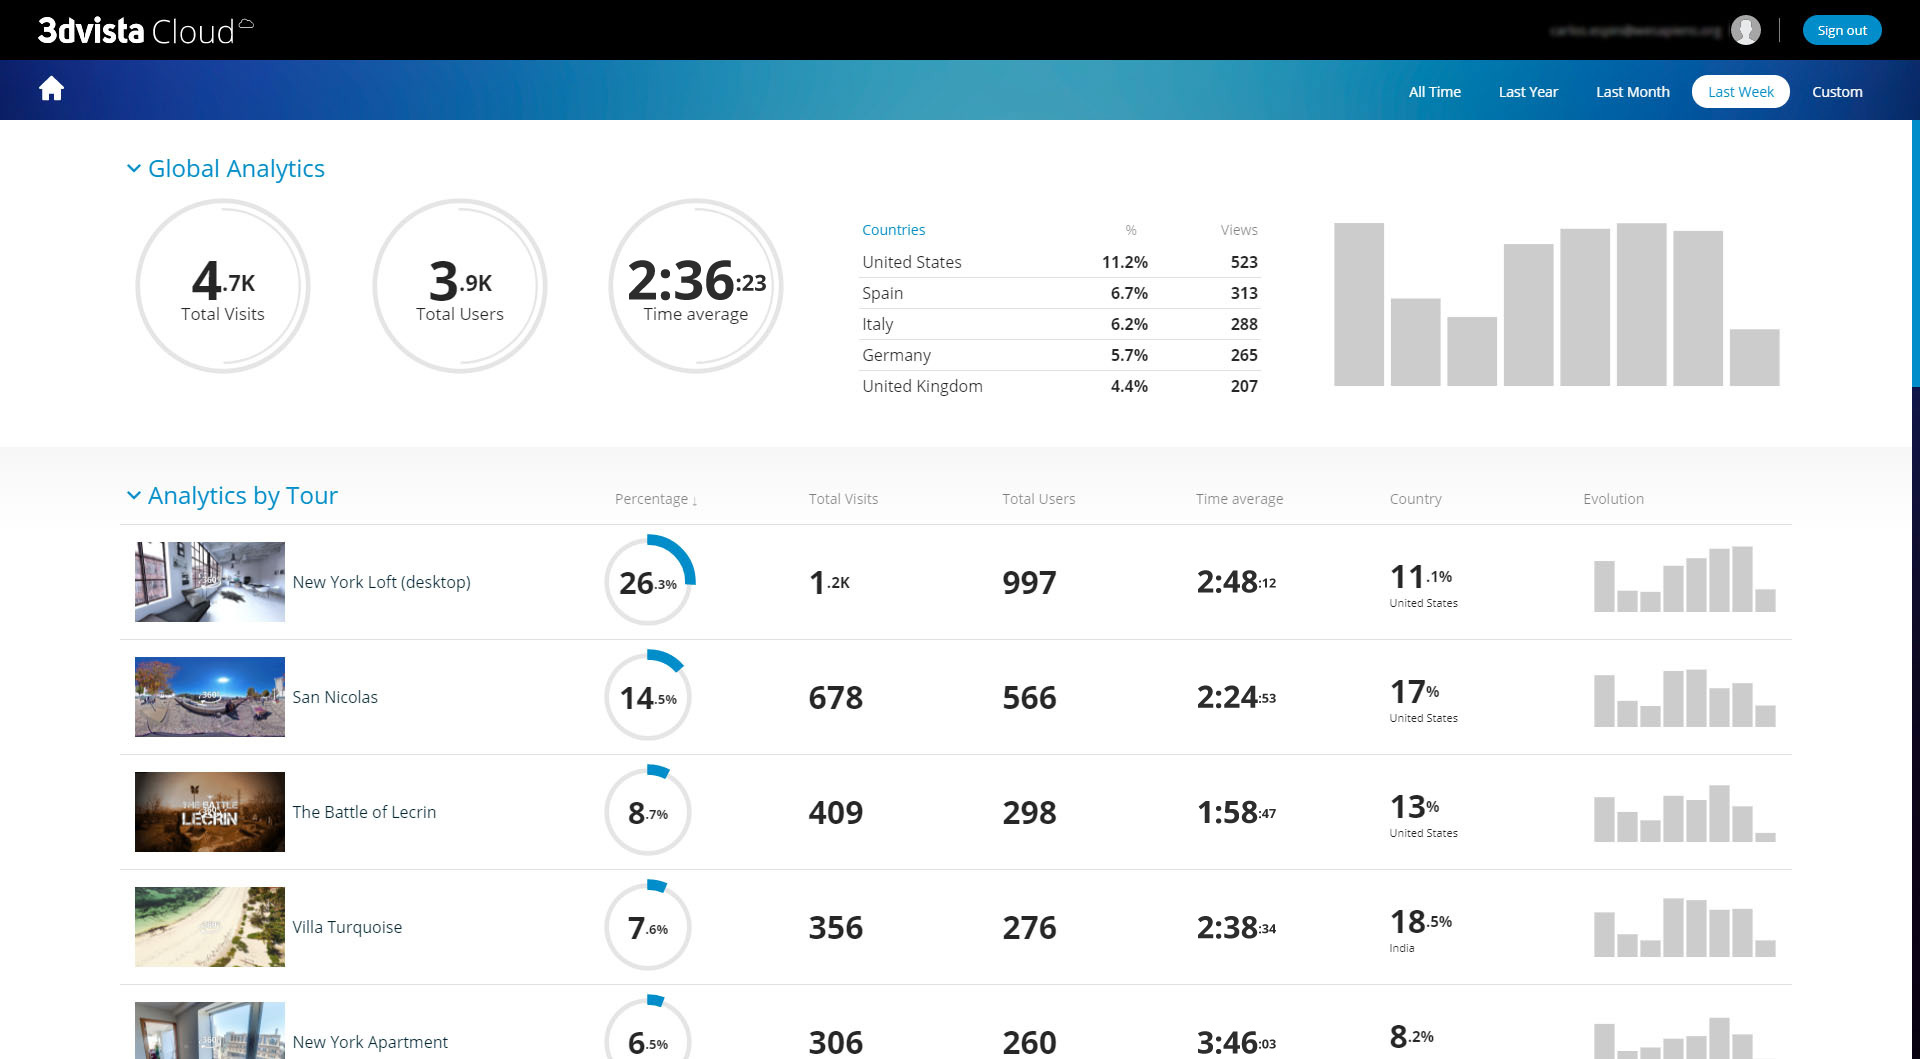 3dvista Cloud
Sign out
All Time Last Year Last Month Last Week Custom
Global Analytics
4.7K
Total Visits
3.9K
Total Users
2:36:23
Time average
Countries % Views
United States 11.2% 523
Spain 6.7% 313
Italy 6.2% 288
Germany 5.7% 265
United Kingdom 4.4% 207
Analytics by Tour Percentage ↓ Total Visits Total Users Time average Country Evolution
360°
New York Loft (desktop) 26.3% 1.2K 997 2:48:12 11.1%
United States
360°
San Nicolas 14.5% 678 566 2:24:53 17%
United States
THE BATTLE
LECRIN
The Battle of Lecrin 8.7% 409 298 1:58:47 13%
United States
Villa Turquoise 7.6% 356 276 2:38:34 18.5%
India
360°
New York Apartment 6.5% 306 260 3:46:03 8.2%